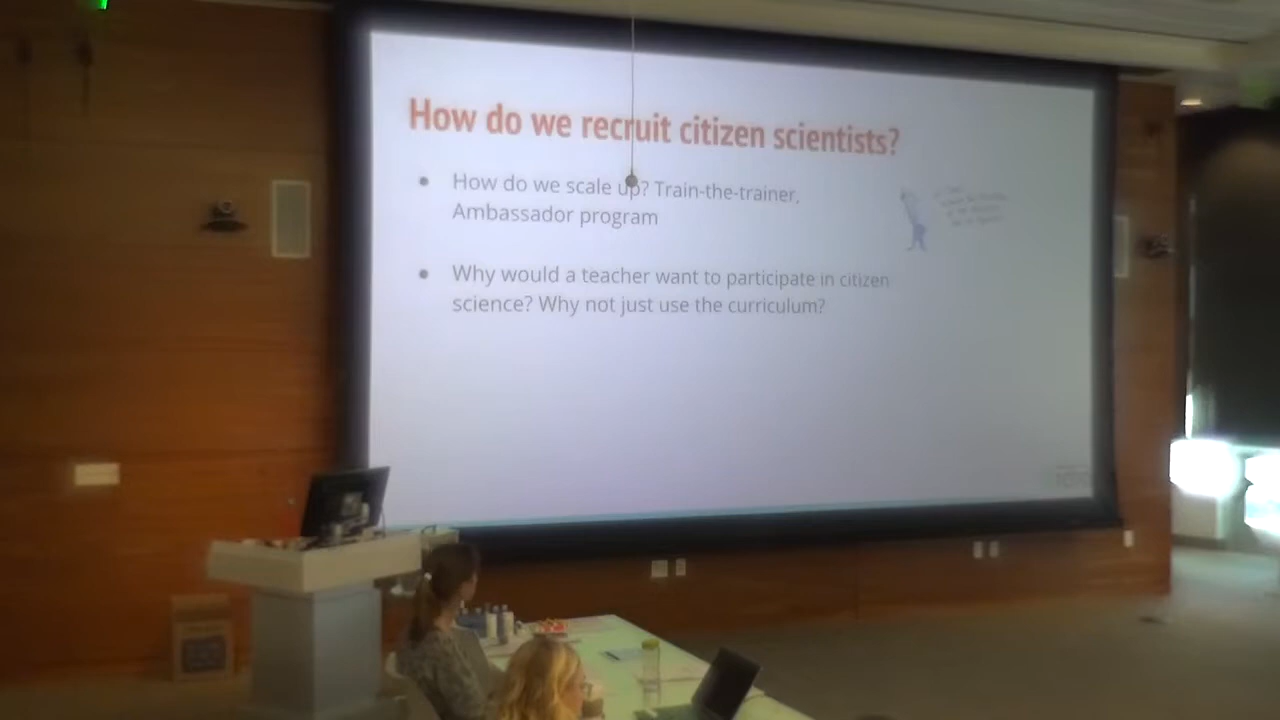 How do we recruit citizen scientists?
How do we scale up? Train-the-trainer,
Ambassador program
Why would a teacher want to participate in citizen
science? Why not just use the curriculum?